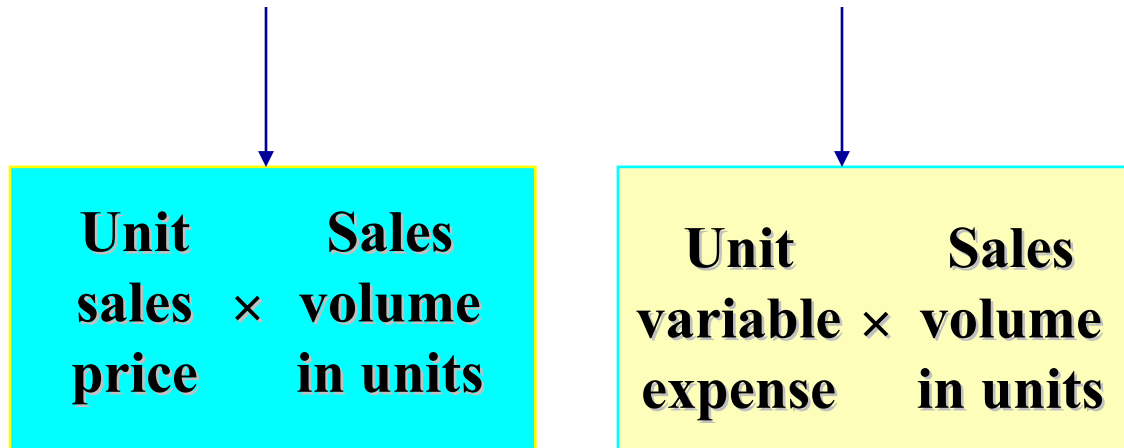 Unit Sales
sales × volume
price in units
Unit Sales
variable × volume
expense in units